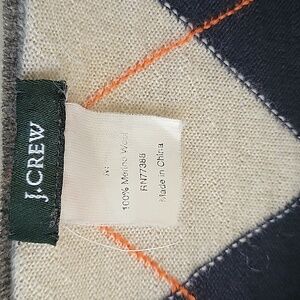 J.CREW
M
100% Merino Wool
RN77388
Made in China